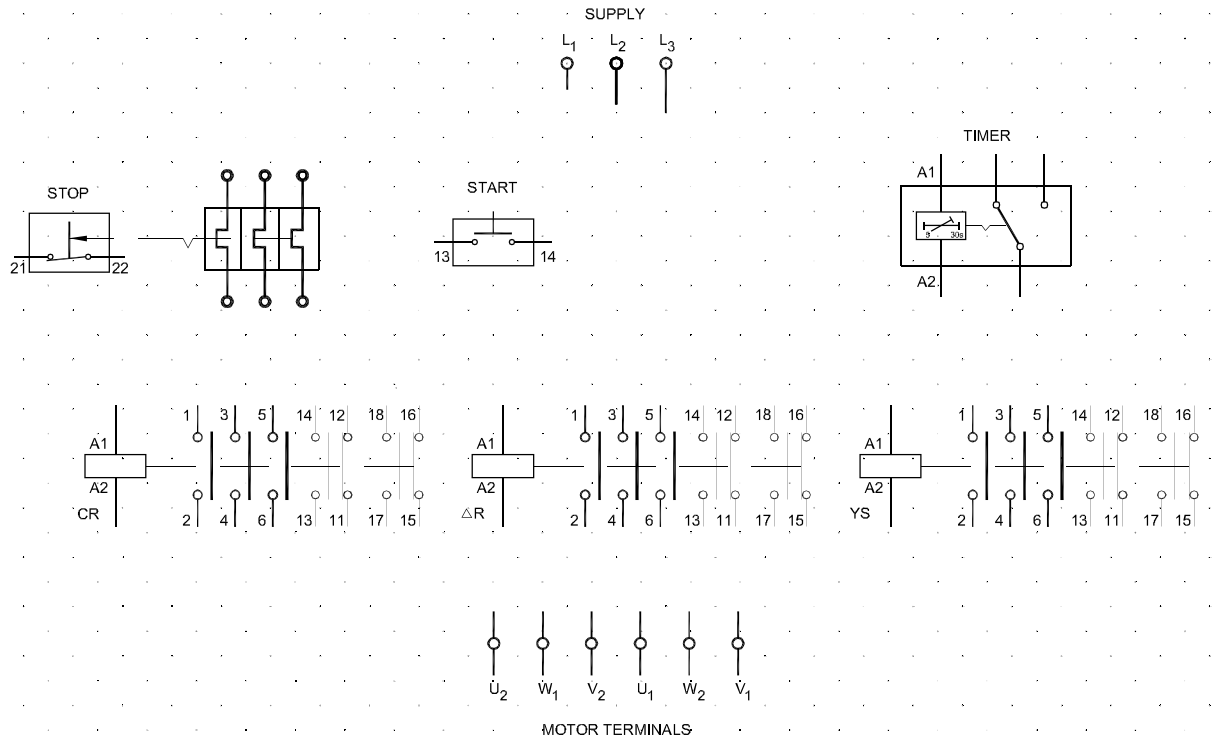 SUPPLY
L1 L2 L3
TIMER
STOP
START
A1
21 22
13 14
9 30s
A2
1 3 5 14 12 18 16
1 3 5 14 12 18 16
1 3 5 14 12 18 16
A1
A1
A1
A2
A2
A2
CR
△R
YS
2 4 6 13 11 17 15
2 4 6 13 11 17 15
2 4 6 13 11 17 15
U2 W1 V2 U1 W2 V1
MOTOR TERMINALS